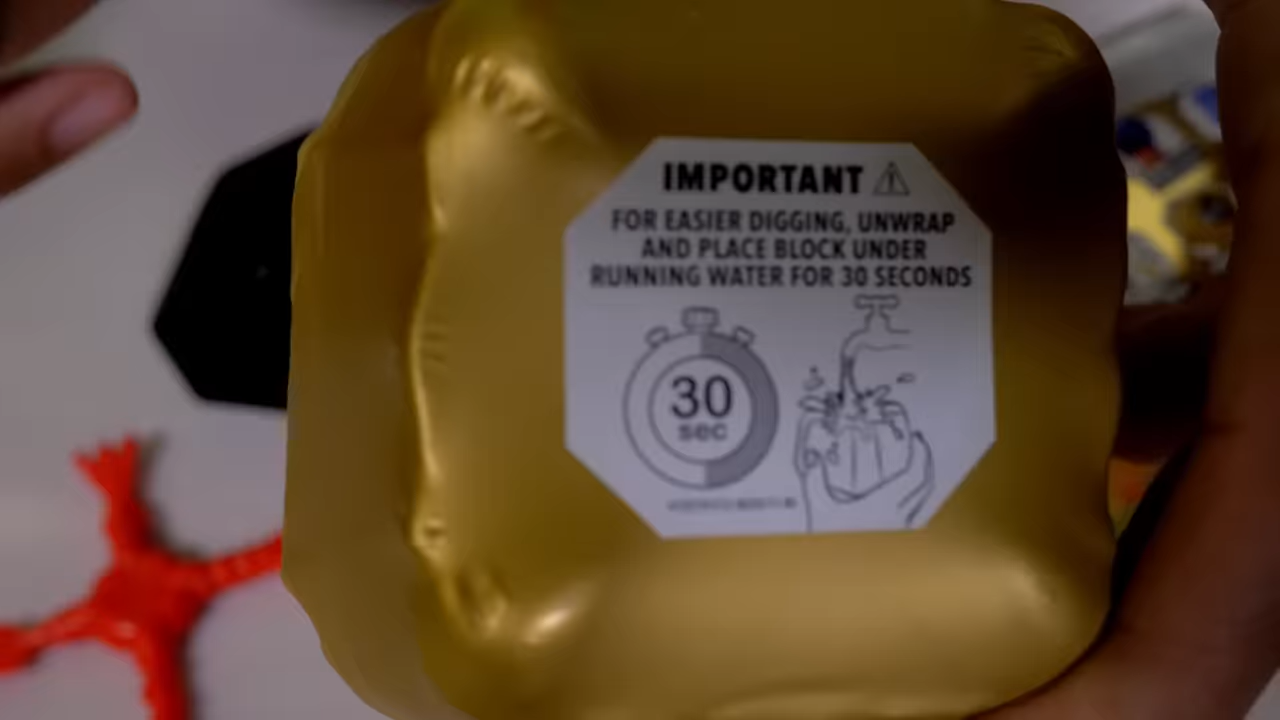 IMPORTANT
FOR EASIER DIGGING, UNWRAP
AND PLACE BLOCK UNDER
RUNNING WATER FOR 30 SECONDS
30
sec